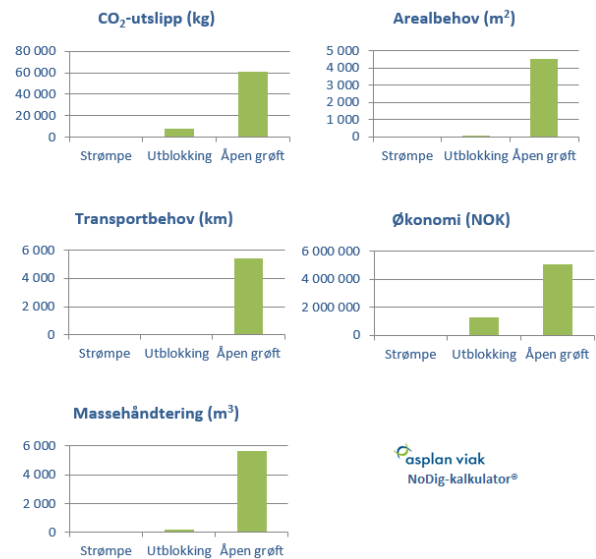 CO₂-utslipp (kg)
80 000
60 000
40 000
20 000
0
Strømpe Utblokking Åpen grøft
Arealbehov (m²)
5 000
4 000
3 000
2 000
1 000
0
Strømpe Utblokking Åpen grøft
Transportbehov (km)
6 000
4 000
2 000
0
Strømpe Utblokking Åpen grøft
Økonomi (NOK)
6 000 000
4 000 000
2 000 000
0
Strømpe Utblokking Åpen grøft
Massehåndtering (m³)
6 000
4 000
2 000
0
Strømpe Utblokking Åpen grøft
asplan viak
NoDig-kalkulator®